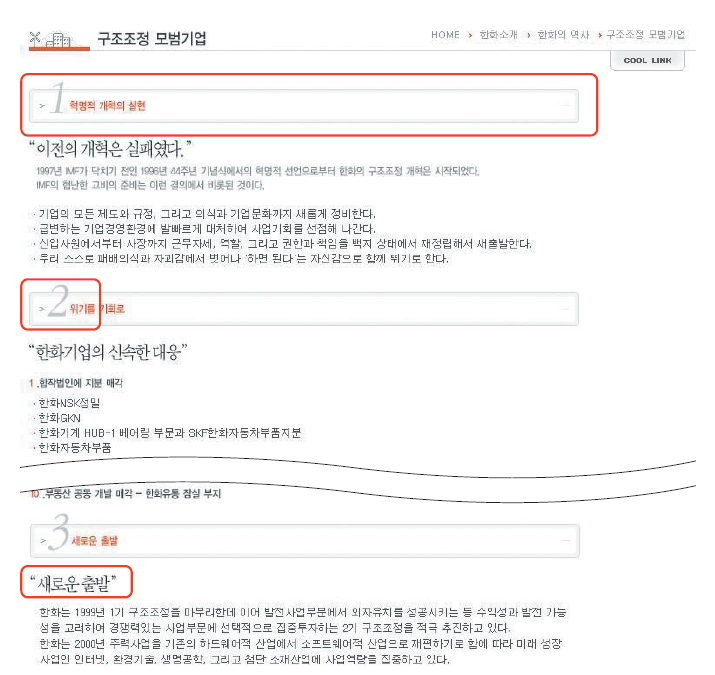 구조조정 모범기업
HOME > 한화소개 > 한화의 역사 > 구조조정 모범기업
COOL LINK
> 1 혁명적 개혁의 실현
“이전의 개혁은 실패였다.”
1997년 IMF가 닥치기 전인 1996년 44주년 기념식에서의 혁명적 선언으로부터 한화의 구조조정 개혁은 시작되었다.
IMF의 험난한 고비의 준비는 이런 결의에서 비롯된 것이다.
· 기업의 모든 제도와 규정, 그리고 의식과 기업문화까지 새롭게 정비한다.
· 급변하는 기업경영환경에 발빠르게 대처하여 사업기회를 선점해 나간다.
· 신입사원에서부터 사장까지 근무자세, 역할, 그리고 권한과 책임을 백지 상태에서 재정립해서 새출발한다.
· 우리 스스로 패배의식과 자괴감에서 벗어나 '하면 된다'는 자신감으로 함께 뛰기로 한다.
> 2 위기를 기회로
“한화기업의 신속한 대응”
1 .합작법인에 지분 매각
· 한화NSK정밀
· 한화GKN
· 한화기계 HUB-1 베어링 부문과 SKF한화자동차부품지분
· 한화자동차부품
10 .부동산 공동 개발 매각 - 한화유통 잠실 부지
> 3 새로운 출발
“새로운 출발”
한화는 1999년 1기 구조조정을 마무리한데 이어 발전사업부문에서 외자유치를 성공시키는 등 수익성과 발전 가능
성을 고려하여 경쟁력있는 사업부문에 선택적으로 집중투자하는 2기 구조조정을 적극 추진하고 있다.
한화는 2000년 주력사업을 기존의 하드웨어적 산업에서 소프트웨어적 산업으로 재편하기로 함에 따라 미래 성장
사업인 인터넷, 환경기술, 생명공학, 그리고 첨단 소재산업에 사업역량을 집중하고 있다.